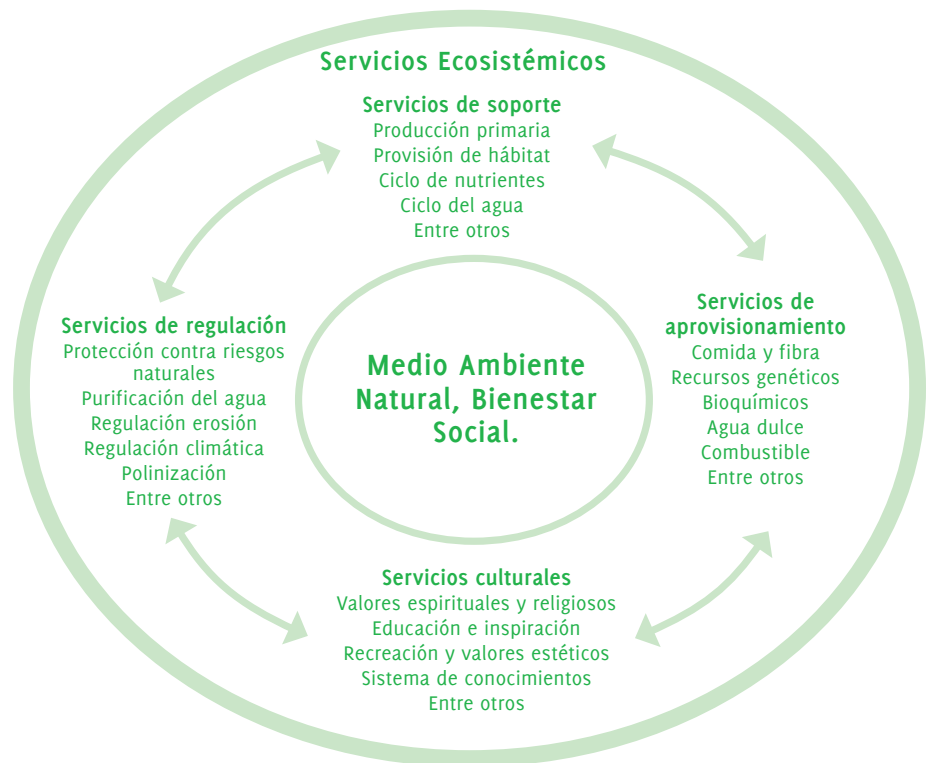 Servicios Ecosistémicos
Servicios de soporte
Producción primaria
Provisión de hábitat
Ciclo de nutrientes
Ciclo del agua
Entre otros
Servicios de regulación
Protección contra riesgos
naturales
Purificación del agua
Regulación erosión
Regulación climática
Polinización
Entre otros
Medio Ambiente
Natural, Bienestar
Social.
Servicios de
aprovisionamiento
Comida y fibra
Recursos genéticos
Bioquímicos
Agua dulce
Combustible
Entre otros
Servicios culturales
Valores espirituales y religiosos
Educación e inspiración
Recreación y valores estéticos
Sistema de conocimientos
Entre otros